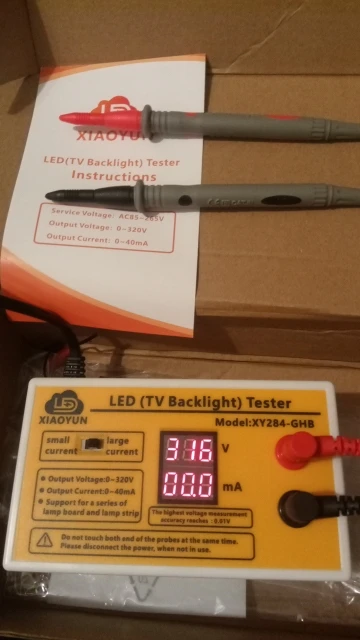 LED
XIAOYUN
LED(TV Backlight) Tester
Instructions
Service Voltage: AC85~265V
Output Voltage: 0~320V
Output Current: 0~40mA
LED
XIAOYUN
LED (TV Backlight) Tester
Model:XY284-GHB
small current
large current
316 V
00.0 mA
Output Voltage:0~320V
Output Current:0~40mA
Support for a series of
lamp board and lamp strip
The highest voltage measurement
accuracy reaches : 0.01V
Do not touch both end of the probes at the same time.
Please disconnect the power, when not in use.